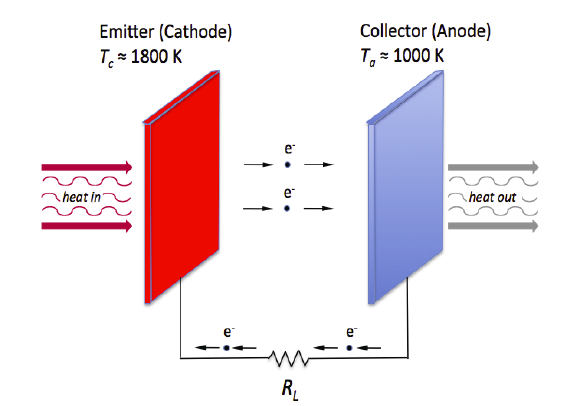 Emitter (Cathode)
T_c ≈ 1800 K
Collector (Anode)
T_a ≈ 1000 K
e⁻
e⁻
heat in
heat out
e⁻
e⁻
R_L